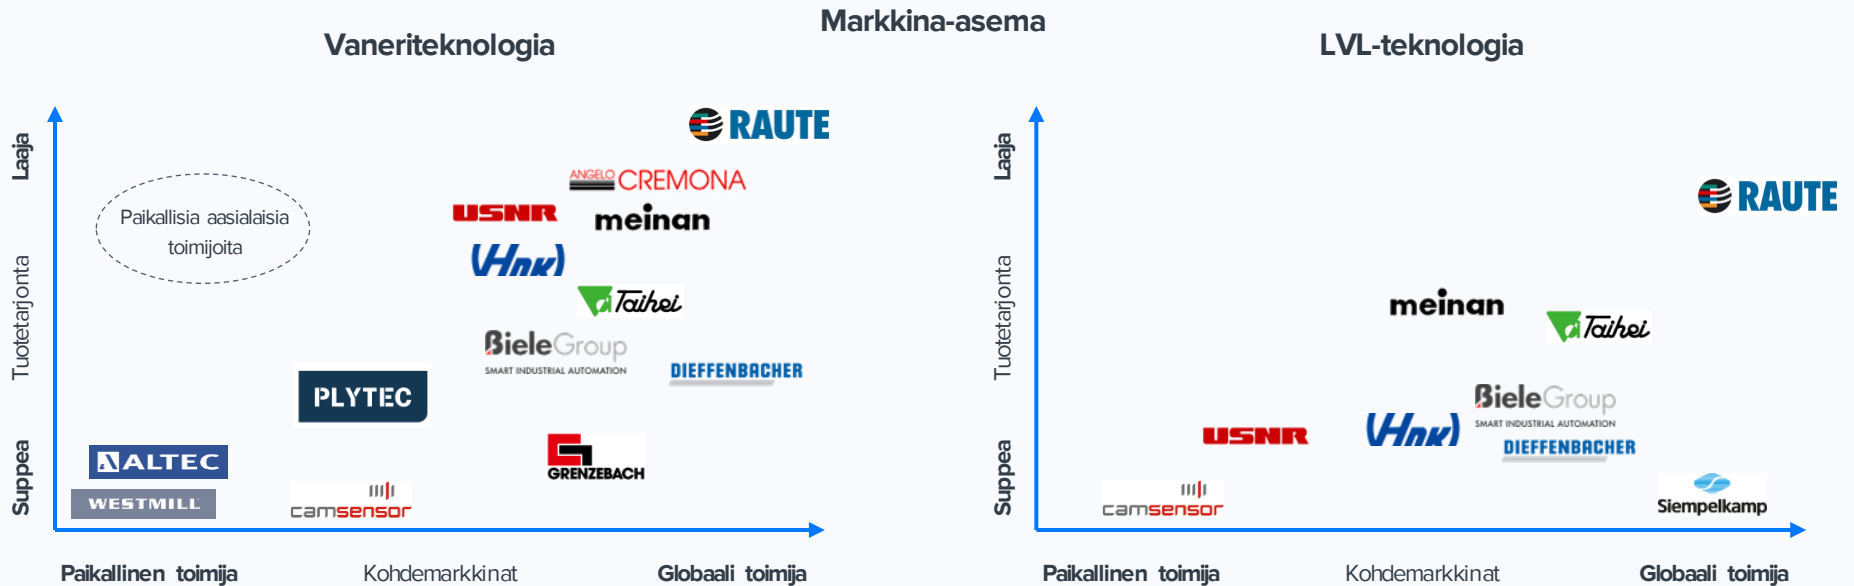 Markkina-asema
Vaneriteknologia
Laaja
Tuotetarjonta
Suppea
Paikallisia aasialaisia
toimijoita
RAUTE
ANGELO CREMONA
USNR
meinan
HnK
Taihei
BieleGroup
SMART INDUSTRIAL AUTOMATION
DIEFFENBACHER
PLYTEC
GRENZEBACH
ALTEC
WESTMILL
camsensor
Paikallinen toimija
Kohdemarkkinat
Globaali toimija
LVL-teknologia
Laaja
Tuotetarjonta
Suppea
RAUTE
meinan
Taihei
BieleGroup
SMART INDUSTRIAL AUTOMATION
USNR
HnK
DIEFFENBACHER
Siempelkamp
camsensor
Paikallinen toimija
Kohdemarkkinat
Globaali toimija